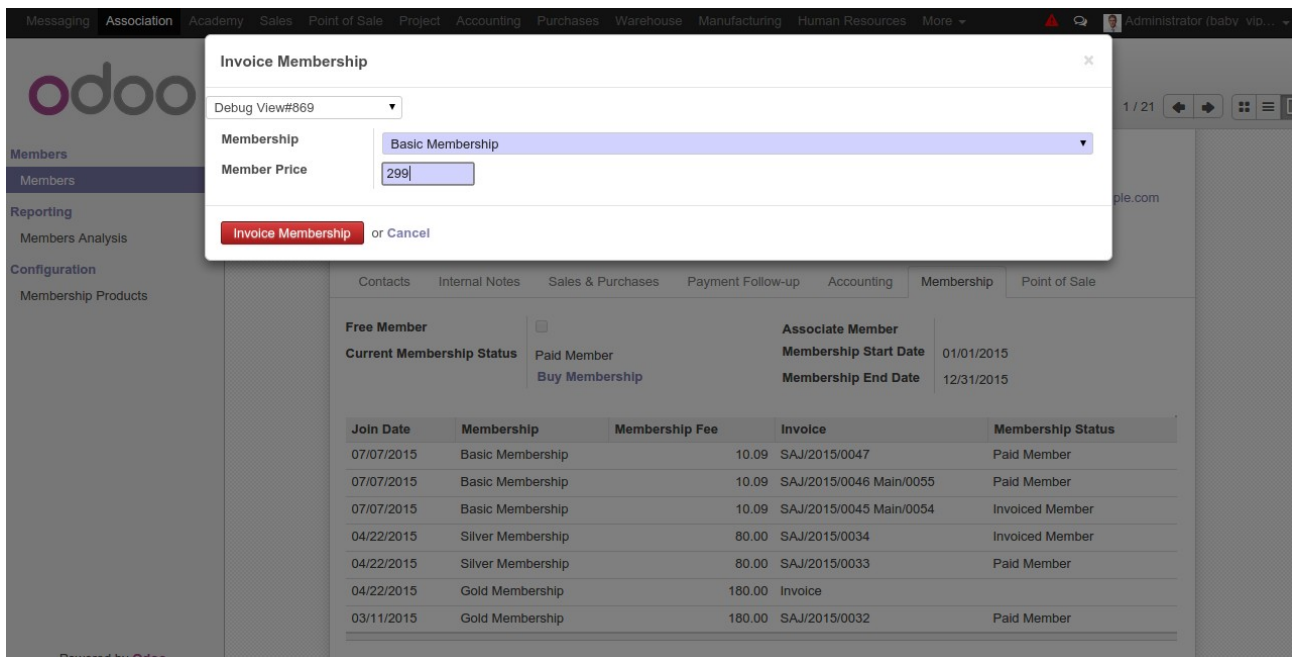 Messaging Association Academy Sales Point of Sale Project Accounting Purchases Warehouse Manufacturing Human Resources More Administrator (baby_vip...
odoo
Invoice Membership ×
Debug View#869
1 / 21
Membership Basic Membership
Member Price 299
Invoice Membership or Cancel
ple.com
Members
Members
Reporting
Members Analysis
Configuration
Membership Products
Contacts Internal Notes Sales & Purchases Payment Follow-up Accounting Membership Point of Sale
Free Member Associate Member
Current Membership Status Paid Member Membership Start Date 01/01/2015
Buy Membership Membership End Date 12/31/2015
Join Date Membership Membership Fee Invoice Membership Status
07/07/2015 Basic Membership 10.09 SAJ/2015/0047 Paid Member
07/07/2015 Basic Membership 10.09 SAJ/2015/0046 Main/0055 Paid Member
07/07/2015 Basic Membership 10.09 SAJ/2015/0045 Main/0054 Invoiced Member
04/22/2015 Silver Membership 80.00 SAJ/2015/0034 Invoiced Member
04/22/2015 Silver Membership 80.00 SAJ/2015/0033 Paid Member
04/22/2015 Gold Membership 180.00 Invoice
03/11/2015 Gold Membership 180.00 SAJ/2015/0032 Paid Member
Powered by Odoo